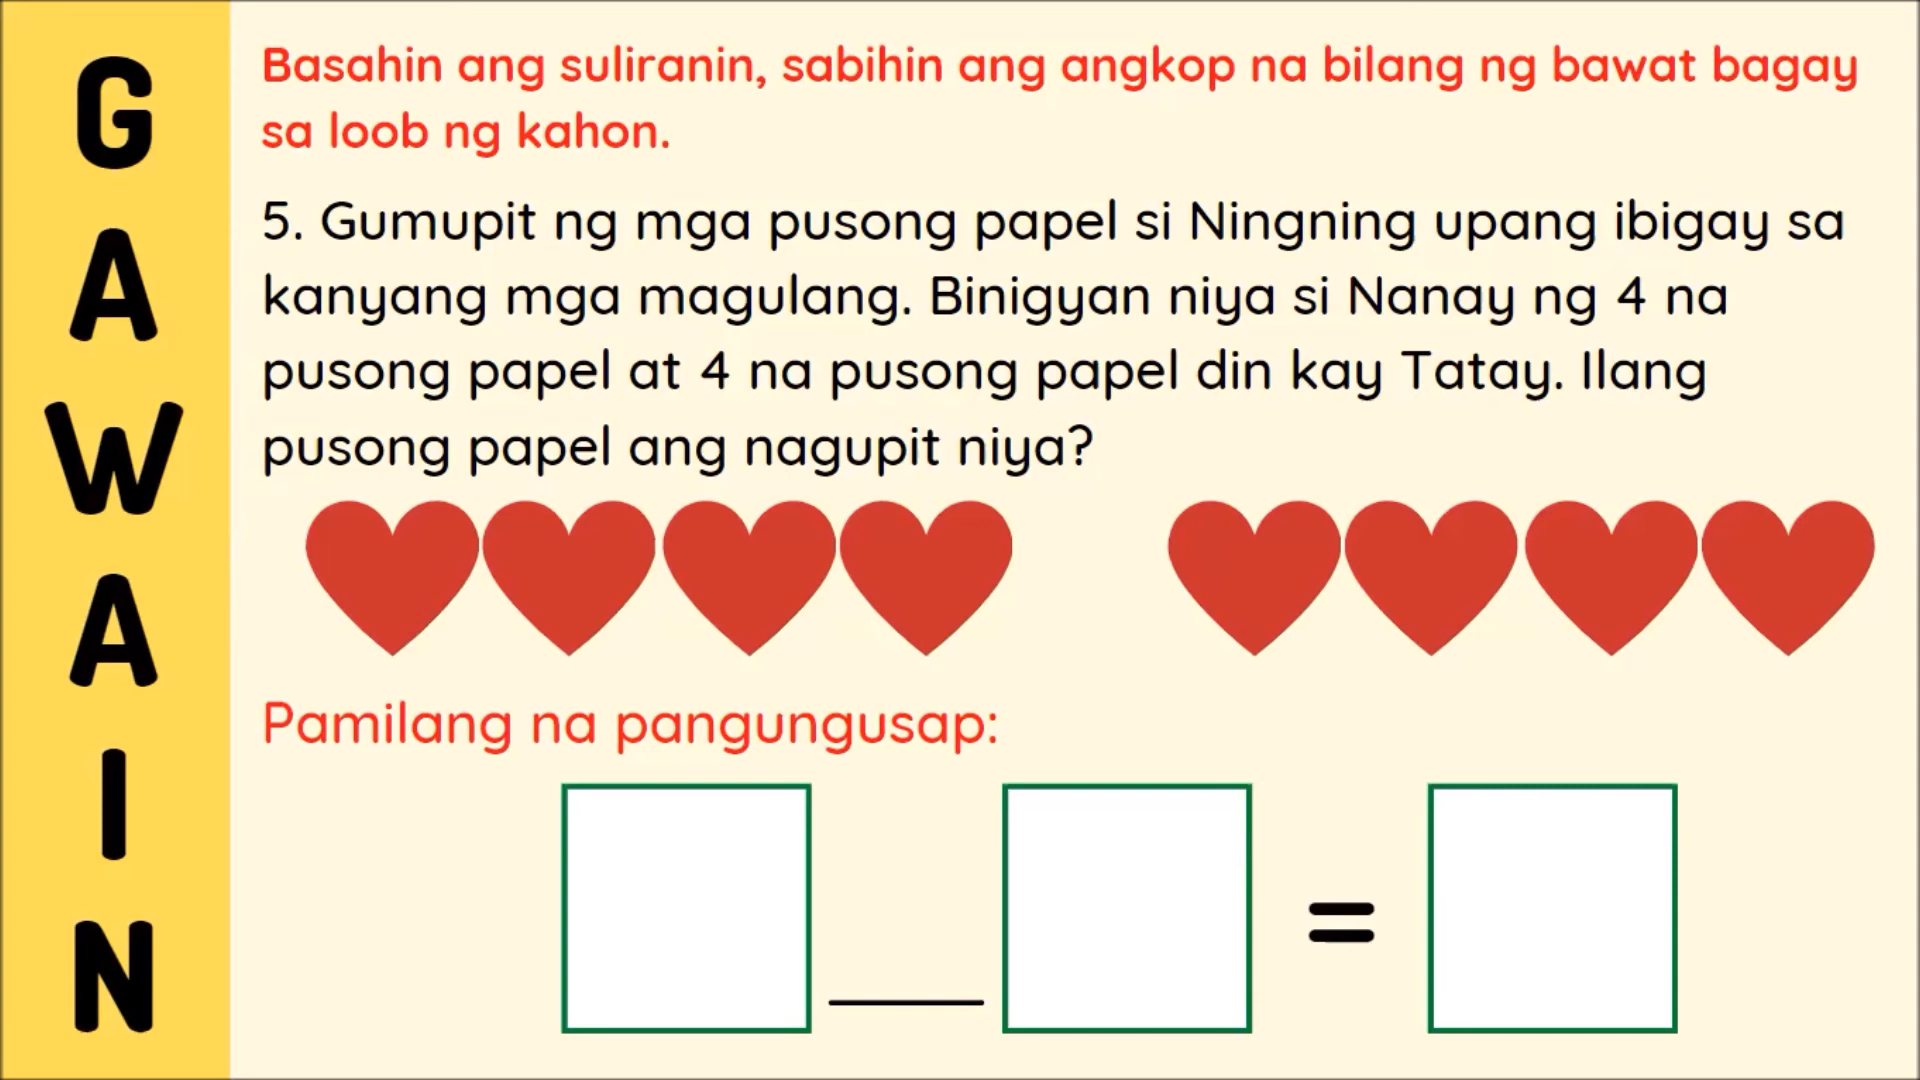 GAWAIN
Basahin ang suliranin, sabihin ang angkop na bilang ng bawat bagay
sa loob ng kahon.
5. Gumupit ng mga pusong papel si Ningning upang ibigay sa
kanyang mga magulang. Binigyan niya si Nanay ng 4 na
pusong papel at 4 na pusong papel din kay Tatay. Ilang
pusong papel ang nagupit niya?
Pamilang na pangungusap:
=